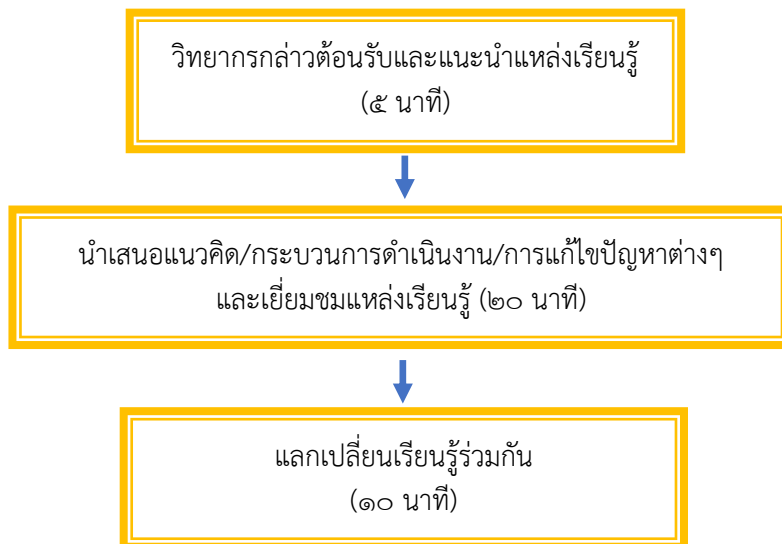 วิทยากรกล่าวต้อนรับและแนะนำแหล่งเรียนรู้
(๕ นาที)
นำเสนอแนวคิด/กระบวนการดำเนินงาน/การแก้ไขปัญหาต่างๆ
และเยี่ยมชมแหล่งเรียนรู้ (๒๐ นาที)
แลกเปลี่ยนเรียนรู้ร่วมกัน
(๑๐ นาที)